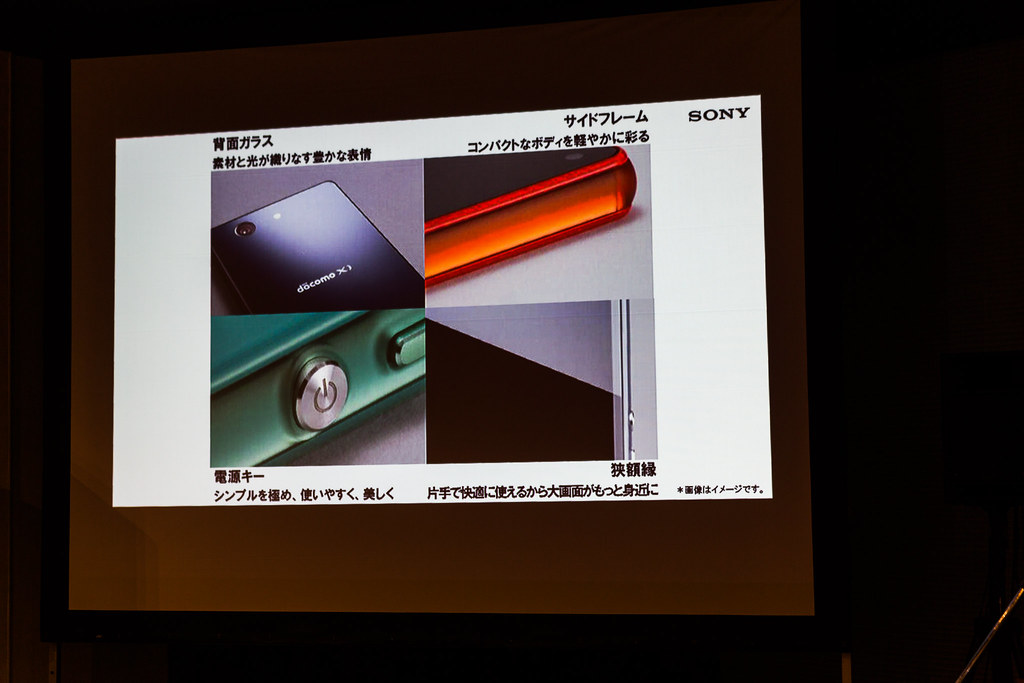 SONY
背面ガラス
素材と光が織りなす豊かな表情
サイドフレーム
コンパクトなボディを軽やかに彩る
döcomo Xi
電源キー
シンプルを極め、使いやすく、美しく
狭額縁
片手で快適に使えるから大画面がもっと身近に
＊画像はイメージです。